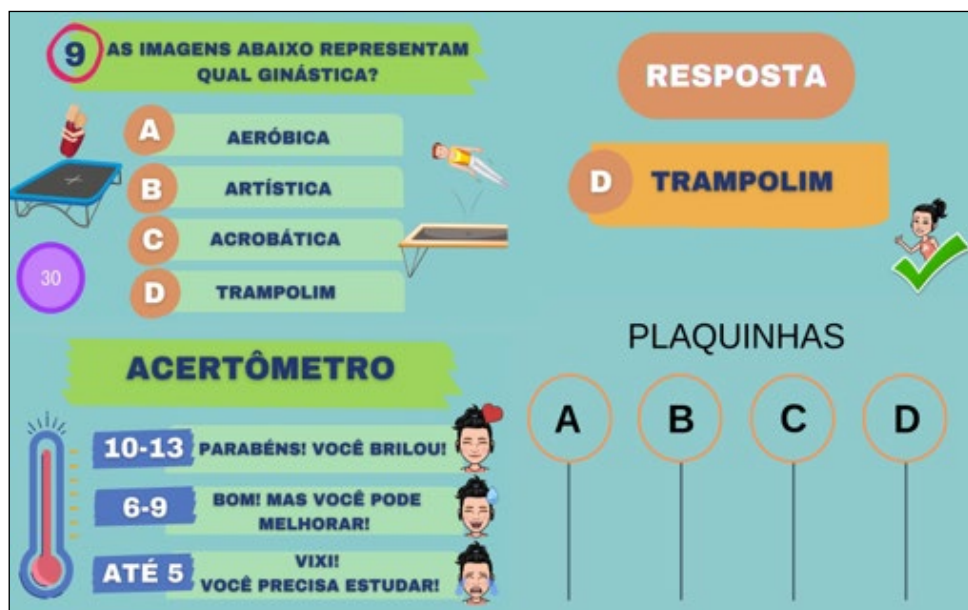 9
AS IMAGENS ABAIXO REPRESENTAM
QUAL GINÁSTICA?
A
AERÓBICA
B
ARTÍSTICA
C
ACROBÁTICA
D
TRAMPOLIM
30
RESPOSTA
D
TRAMPOLIM
ACERTÔMETRO
10-13
PARABÉNS! VOCÊ BRILOU!
6-9
BOM! MAS VOCÊ PODE
MELHORAR!
ATÉ 5
VIXI!
VOCÊ PRECISA ESTUDAR!
PLAQUINHAS
A
B
C
D